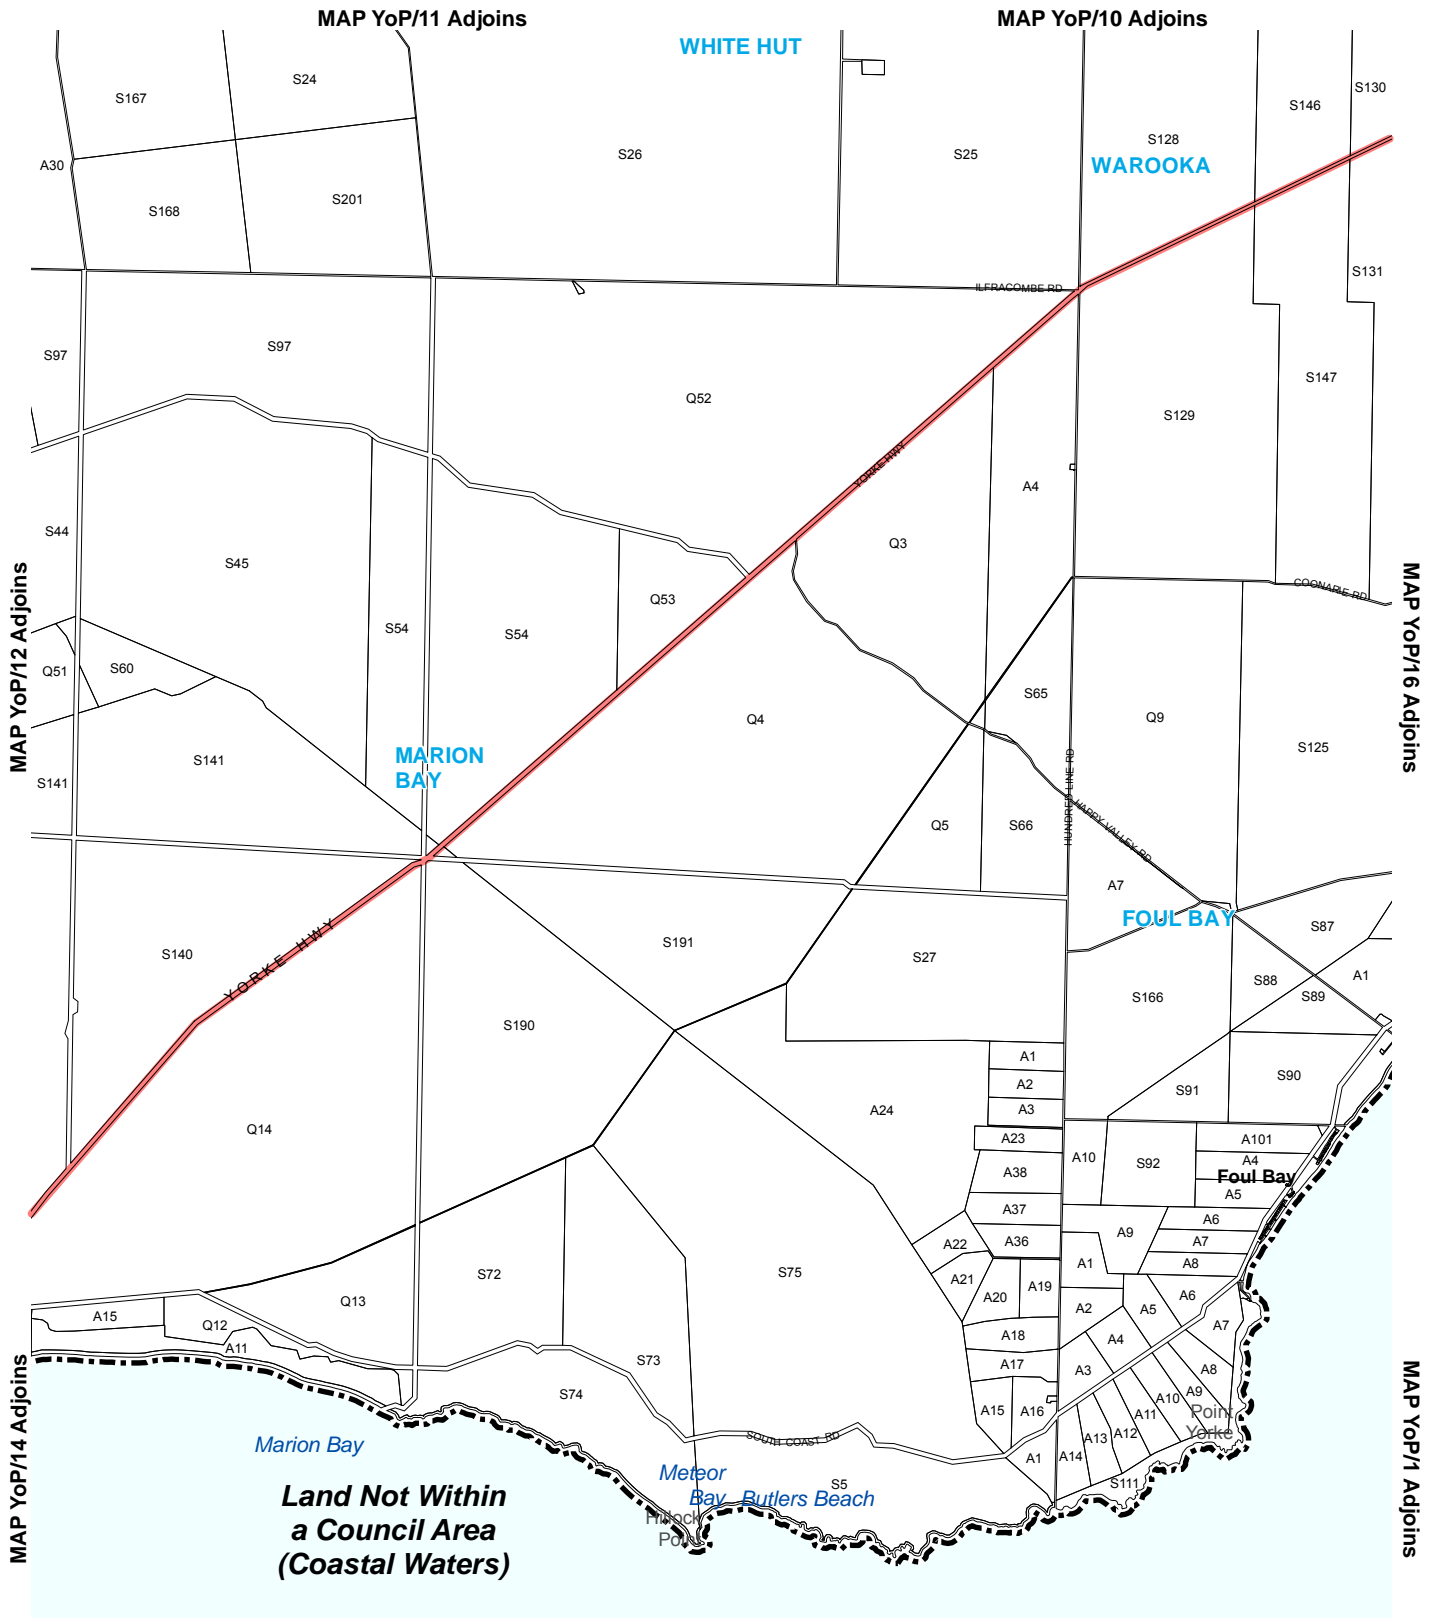 MAP YoP/11 Adjoins
MAP YoP/10 Adjoins
WHITE HUT
S24
S167
S130
S146
S128
S26
S25
WAROOKA
A30
S168
S201
S131
ILFRACOMBE RD
S97
S97
S147
Q52
S129
YORKE HWY
A4
S44
S45
Q3
COONARIE RD
Q53
S54
S54
MAP YoP/12 Adjoins
MAP YoP/16 Adjoins
Q51
S60
S65
Q4
Q9
S125
MARION
BAY
S141
S141
HUNDRED LINE RD
HAPPY VALLEY RD
Q5
S66
A7
FOUL BAY
S87
S140
YORKE HWY
S191
S27
S88
A1
S166
S89
S190
A1
A2
A3
S90
S91
A24
Q14
A23
A101
A10
S92
A4
Foul Bay
A38
A5
A37
A6
A36
A9
A7
A22
A8
A1
S72
S75
A21
A19
A20
A6
Q13
A15
Q12
A2
A5
A7
A18
A4
A11
S73
A17
A3
A8
S74
A10
A9
A15
A16
A11
Point
Yorke
SOUTH COAST RD
A13
A12
Marion Bay
A1
A14
Meteor
Bay
Butlers Beach
S5
S111
Land Not Within
a Council Area
(Coastal Waters)
Hillock
Point
MAP YoP/14 Adjoins
MAP YoP/1 Adjoins